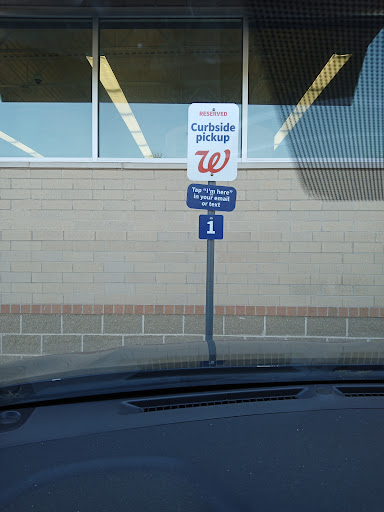 RESERVED
Curbside
pickup
W
Tap "I'm here"
in your email
or text
1